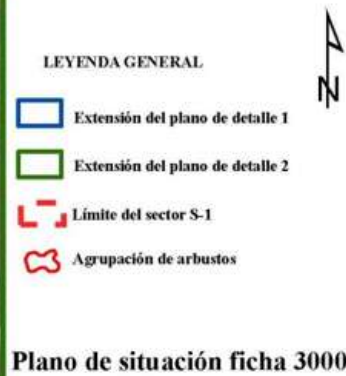 LEYENDA GENERAL
N
Extensión del plano de detalle 1
Extensión del plano de detalle 2
Límite del sector S-1
Agrupación de arbustos
Plano de situación ficha 3000